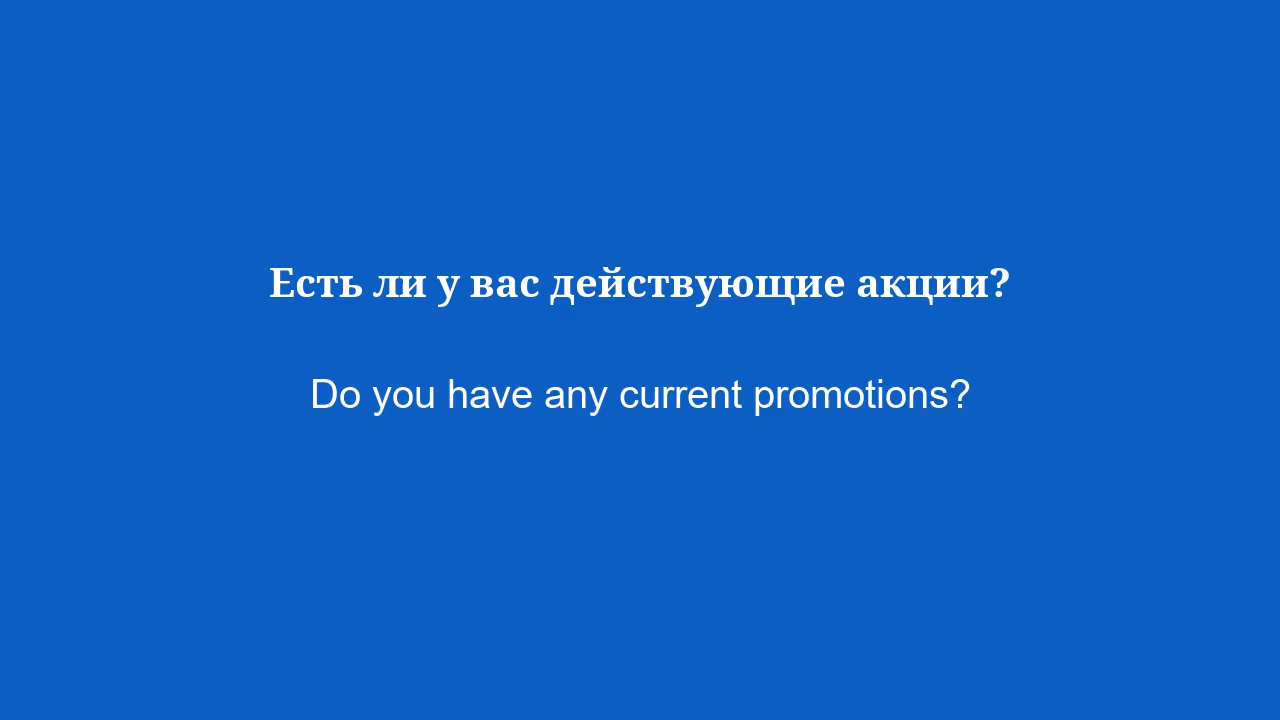 Есть ли у вас действующие акции?
Do you have any current promotions?